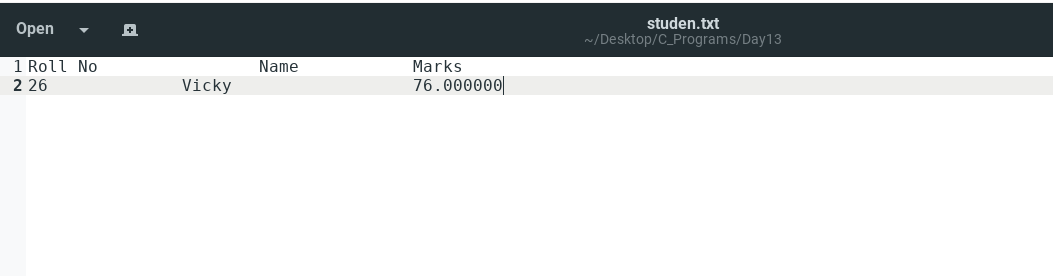 Open
studen.txt
~/Desktop/C_Programs/Day13
1 Roll No Name Marks
2 26 Vicky 76.000000